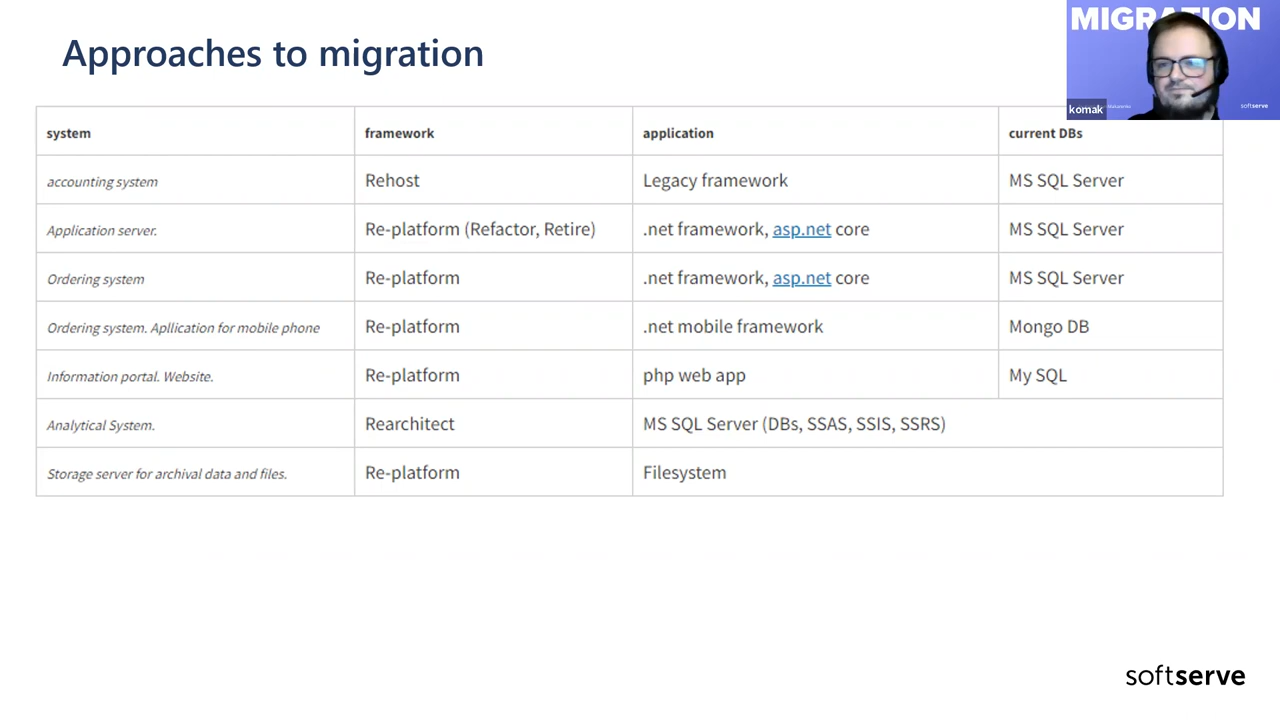 Approaches to migration
MIGRATION
komak
softserve
system framework application current DBs
accounting system Rehost Legacy framework MS SQL Server
Application server. Re-platform (Refactor, Retire) .net framework, asp.net core MS SQL Server
Ordering system Re-platform .net framework, asp.net core MS SQL Server
Ordering system. Apllication for mobile phone Re-platform .net mobile framework Mongo DB
Information portal. Website. Re-platform php web app My SQL
Analytical System. Rearchitect MS SQL Server (DBs, SSAS, SSIS, SSRS)
Storage server for archival data and files. Re-platform Filesystem
softserve